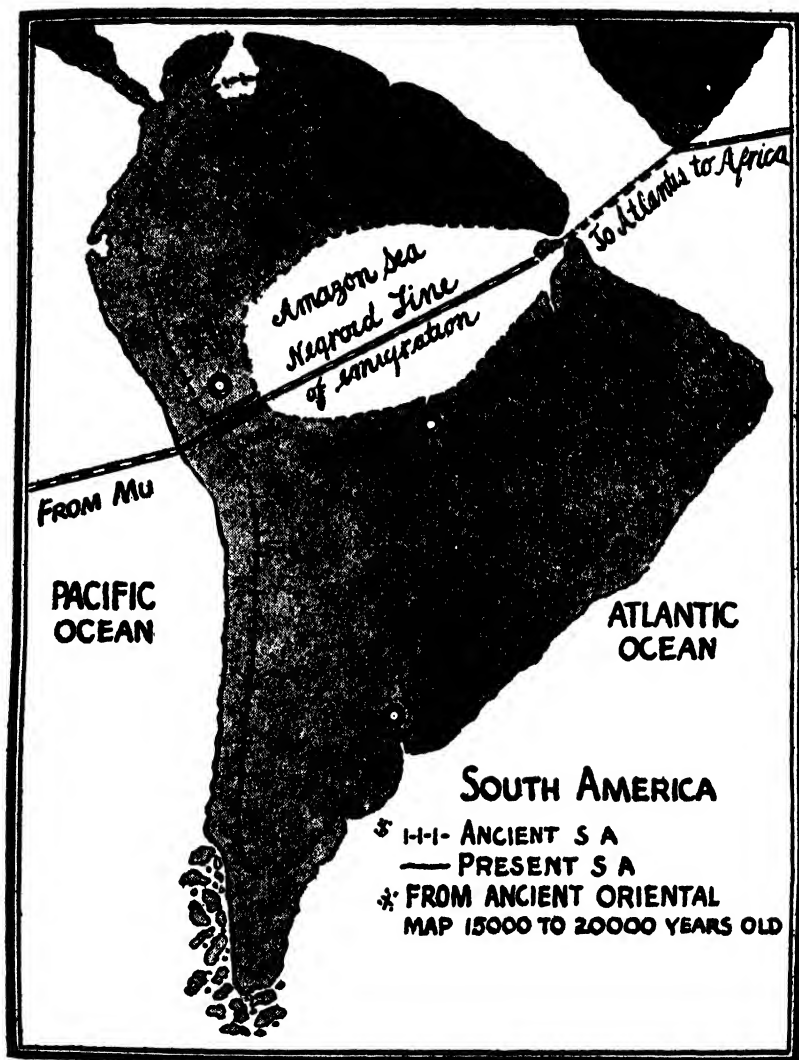 To Atlantis to Africa
Amazon Sea
Negroid Line
of emigration
FROM MU
PACIFIC
OCEAN
ATLANTIC
OCEAN
SOUTH AMERICA
ANCIENT S A
PRESENT S A
FROM ANCIENT ORIENTAL
MAP 15000 TO 20000 YEARS OLD